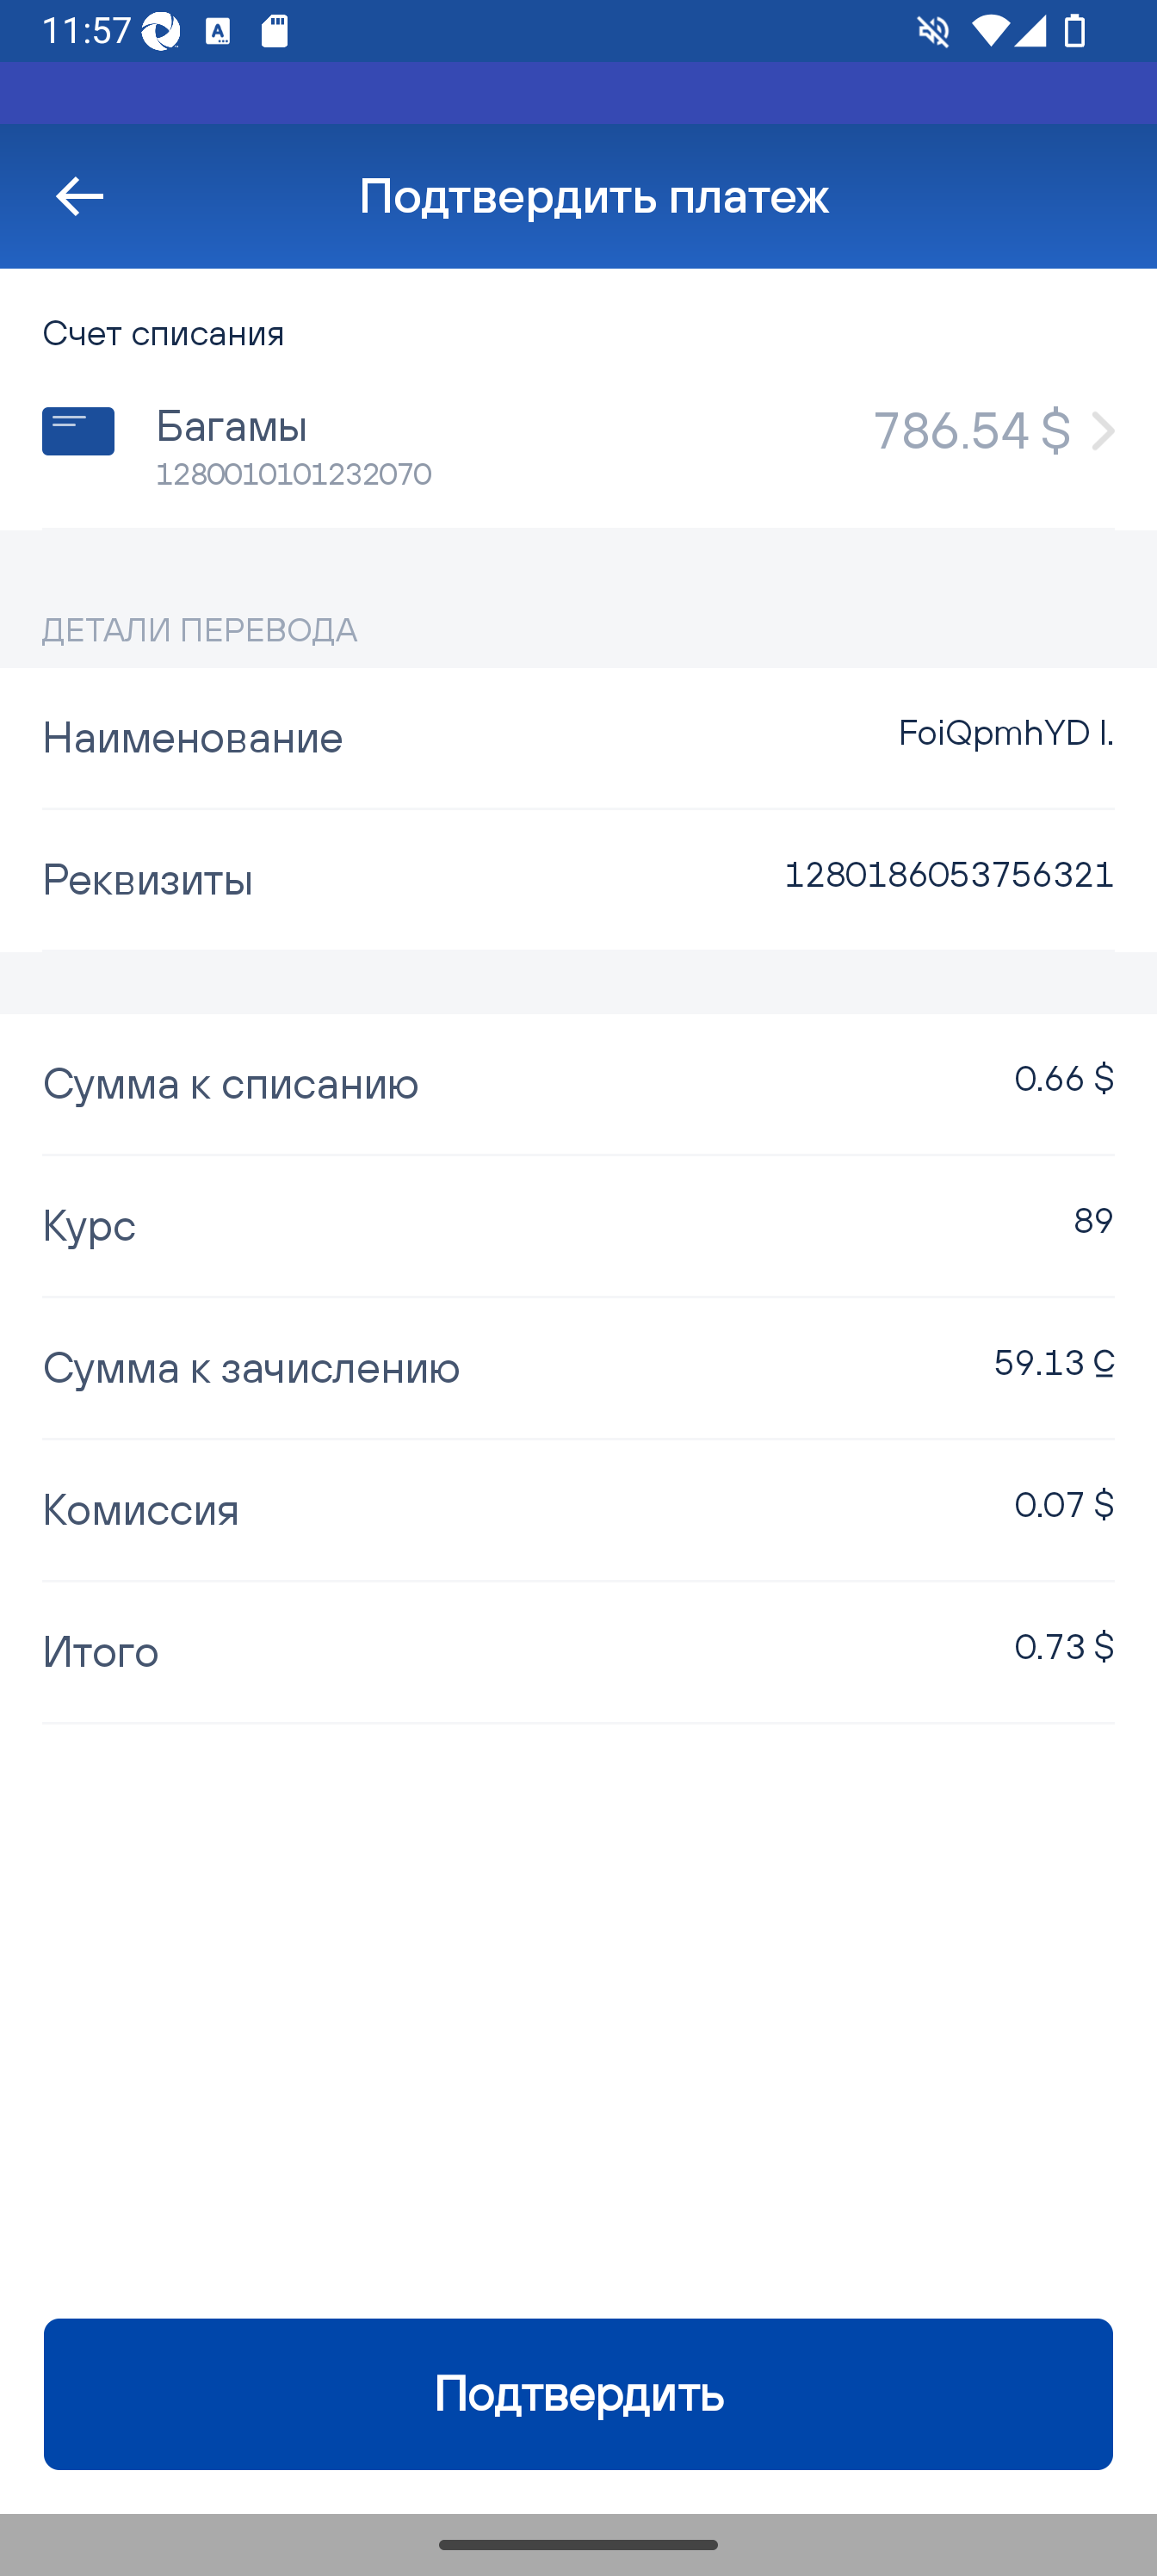 11:57
Подтвердить платеж
Счет списания
Багамы
786.54 $
1280010101232070
ДЕТАЛИ ПЕРЕВОДА
Наименование
FoiQpmhYD I.
Реквизиты
1280186053756321
Сумма к списанию
0.66 $
Курс
89
Сумма к зачислению
59.13 С̲
Комиссия
0.07 $
Итого
0.73 $
Подтвердить